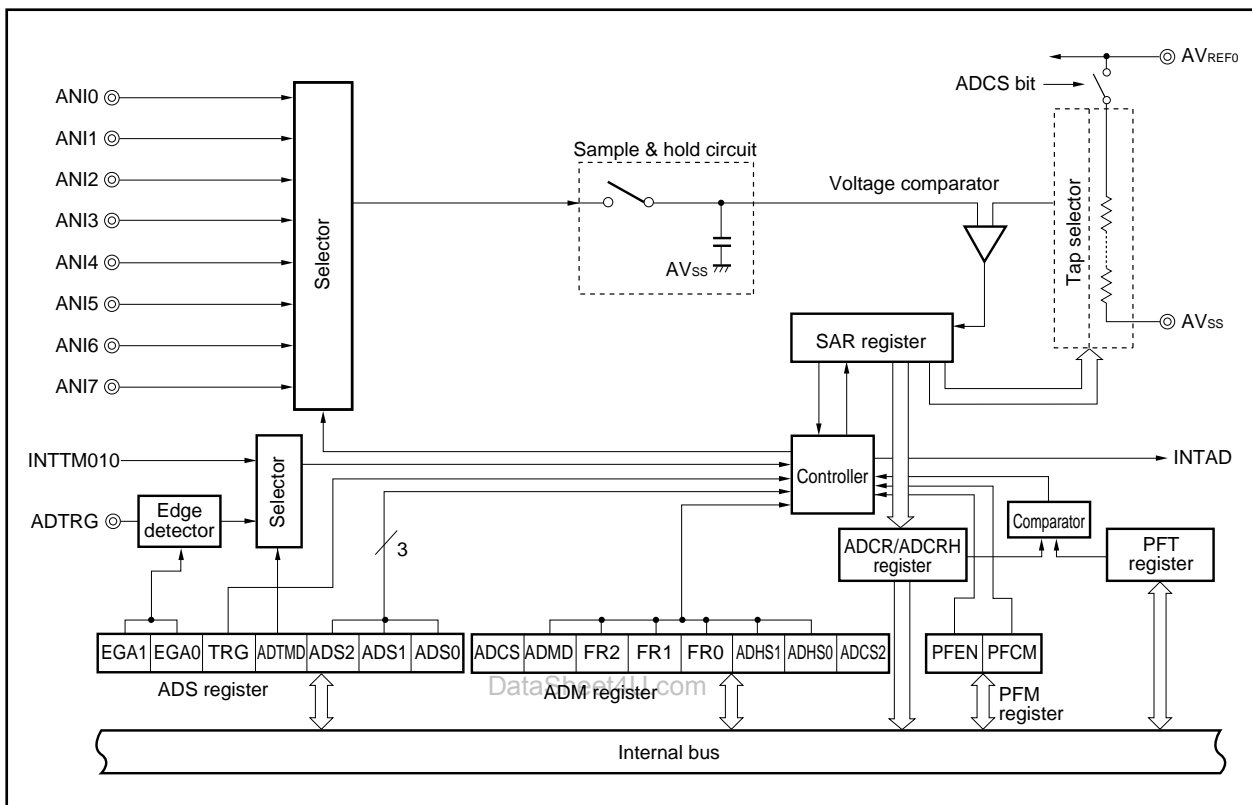 ANI0
ANI1
ANI2
ANI3
ANI4
ANI5
ANI6
ANI7
Selector
Sample & hold circuit
AVSS
Voltage comparator
ADCS bit
AVREF0
Tap selector
AVSS
SAR register
INTTM010
ADTRG
Edge
detector
Selector
3
Controller
INTAD
Comparator
ADCR/ADCRH
register
PFT
register
EGA1 EGA0 TRG ADTMD ADS2 ADS1 ADS0
ADS register
ADCS ADMD FR2 FR1 FR0 ADHS1 ADHS0 ADCS2
ADM register
PFEN PFCM
PFM
register
DataSheet4U.com
Internal bus